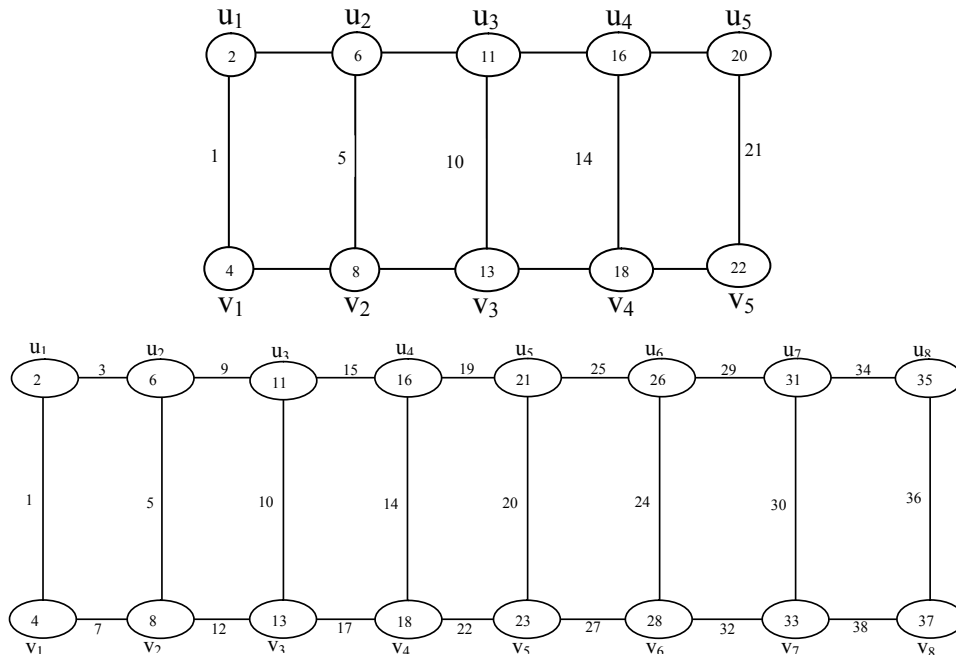 u1 u2 u3 u4 u5
2 6 11 16 20
1 5 10 14 21
4 8 13 18 22
v1 v2 v3 v4 v5
u1 u2 u3 u4 u5 u6 u7 u8
2 3 6 9 11 15 16 19 21 25 26 29 31 34 35
1 5 10 14 20 24 30 36
4 7 8 12 13 17 18 22 23 27 28 32 33 38 37
v1 v2 v3 v4 v5 v6 v7 v8